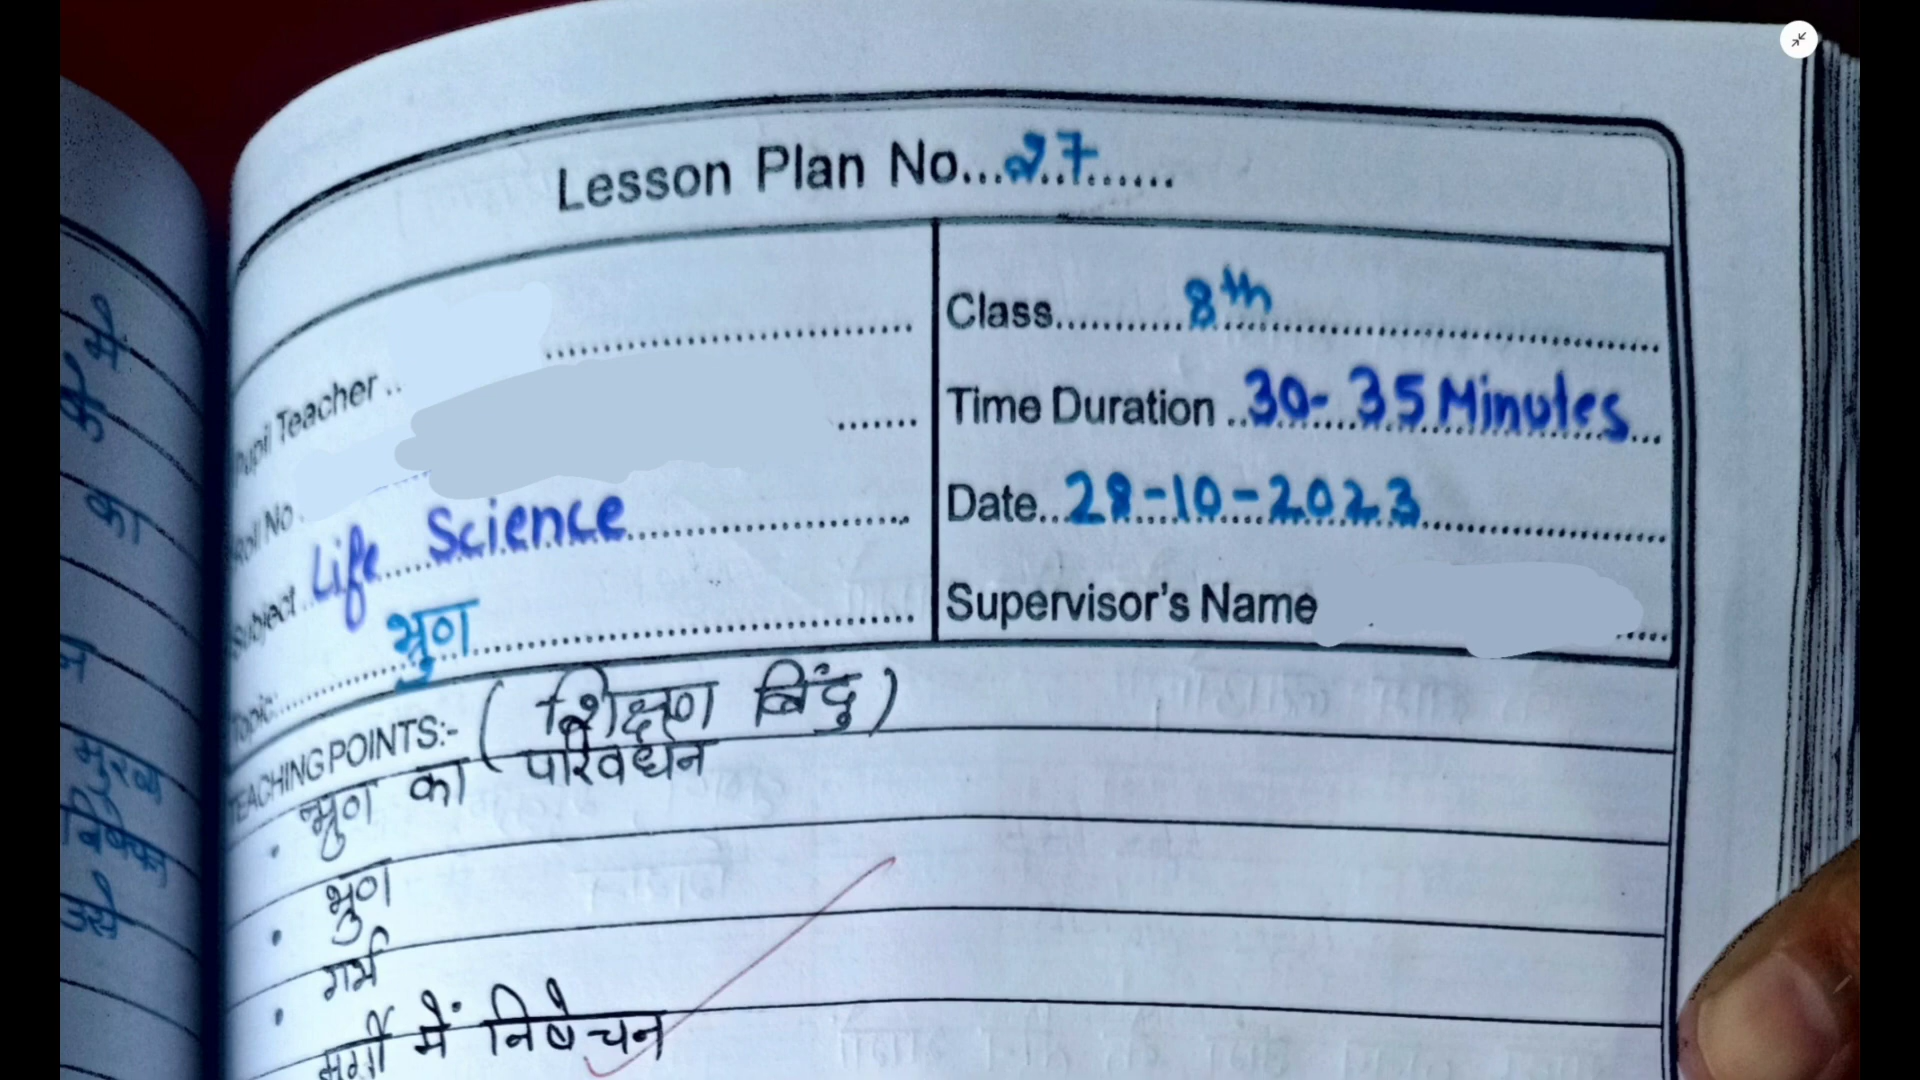 Lesson Plan No...27......
Pupil Teacher ..
Roll No.
Subject.. Life Science
Topic... भ्रुण
Class.......... 8th
Time Duration .. 30-35 Minutes
Date.. 28-10-2023
Supervisor's Name
TEACHING POINTS:- ( शिक्षण बिंदु )
• भ्रुण का परिवर्धन
• भ्रुण
• गर्भ
मुर्गी में निषेचन
मे
के
का
न
मुख्य
उसे